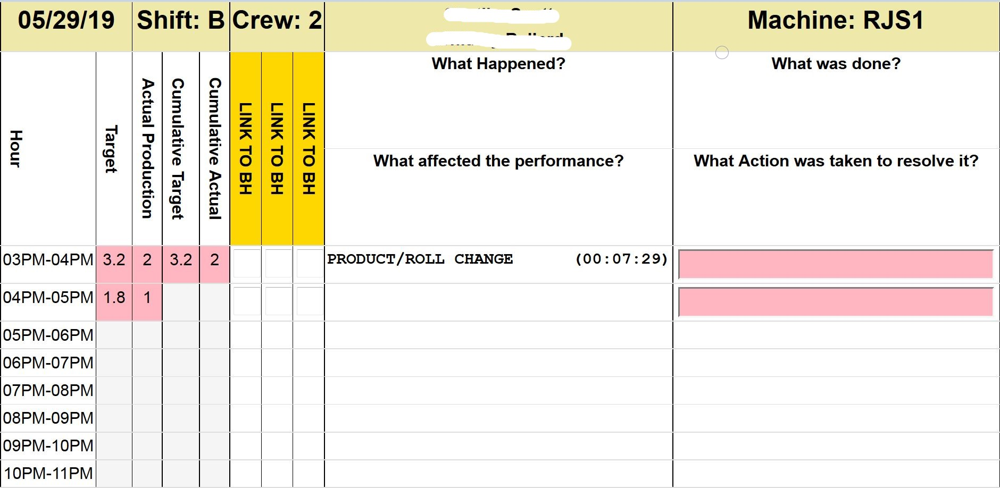 05/29/19 Shift: B Crew: 2 Machine: RJS1
Hour
Target
Actual Production
Cumulative Target
Cumulative Actual
LINK TO BH
LINK TO BH
LINK TO BH
What Happened?
What was done?
What affected the performance?
What Action was taken to resolve it?
03PM-04PM 3.2 2 3.2 2 PRODUCT/ROLL CHANGE (00:07:29)
04PM-05PM 1.8 1
05PM-06PM
06PM-07PM
07PM-08PM
08PM-09PM
09PM-10PM
10PM-11PM